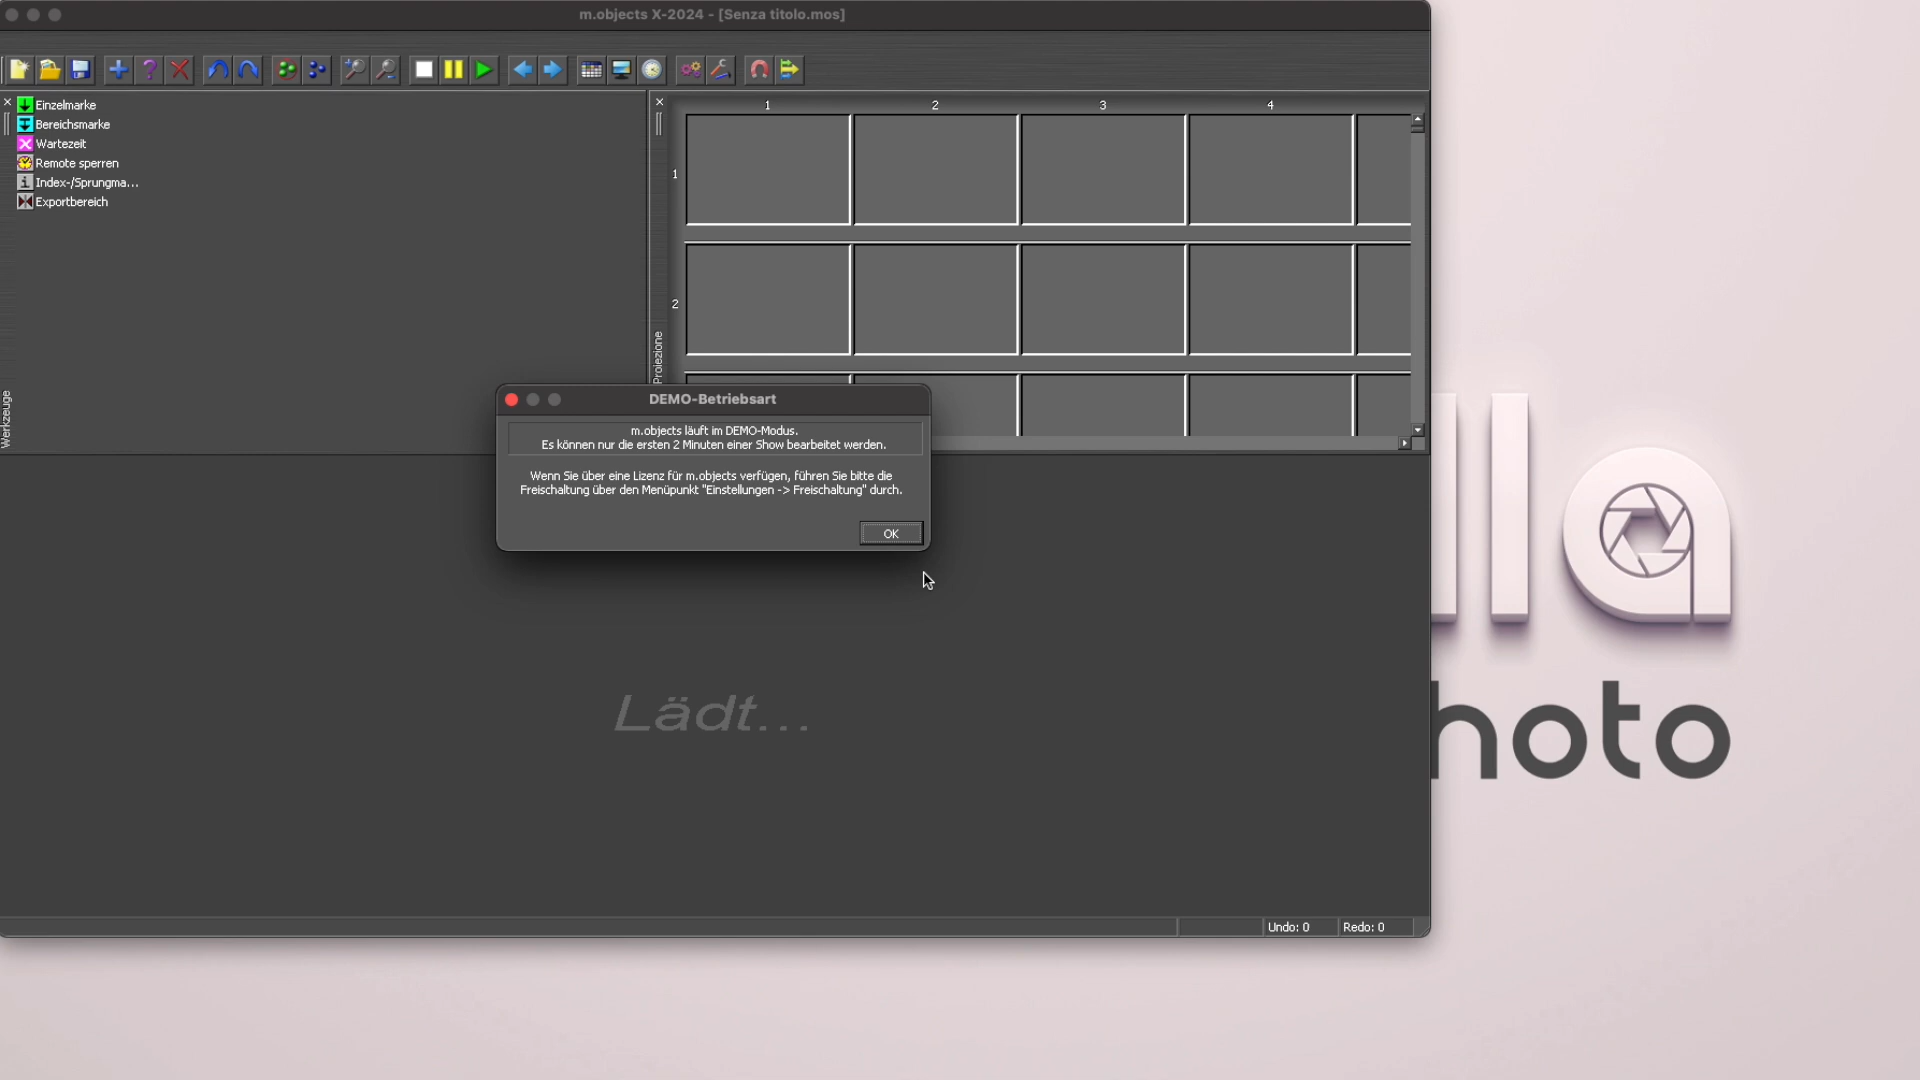 m.objects X-2024 - [Senza titolo.mos]
Einzelmarke
Bereichsmarke
Wartezeit
Remote sperren
Index-/Sprungma...
Exportbereich
Werkzeuge
1 2 3 4
1
2
Proiezione
DEMO-Betriebsart
m.objects läuft im DEMO-Modus.
Es können nur die ersten 2 Minuten einer Show bearbeitet werden.
Wenn Sie über eine Lizenz für m.objects verfügen, führen Sie bitte die
Freischaltung über den Menüpunkt "Einstellungen -> Freischaltung" durch.
OK
Lädt...
Undo: 0 Redo: 0
lla
hoto